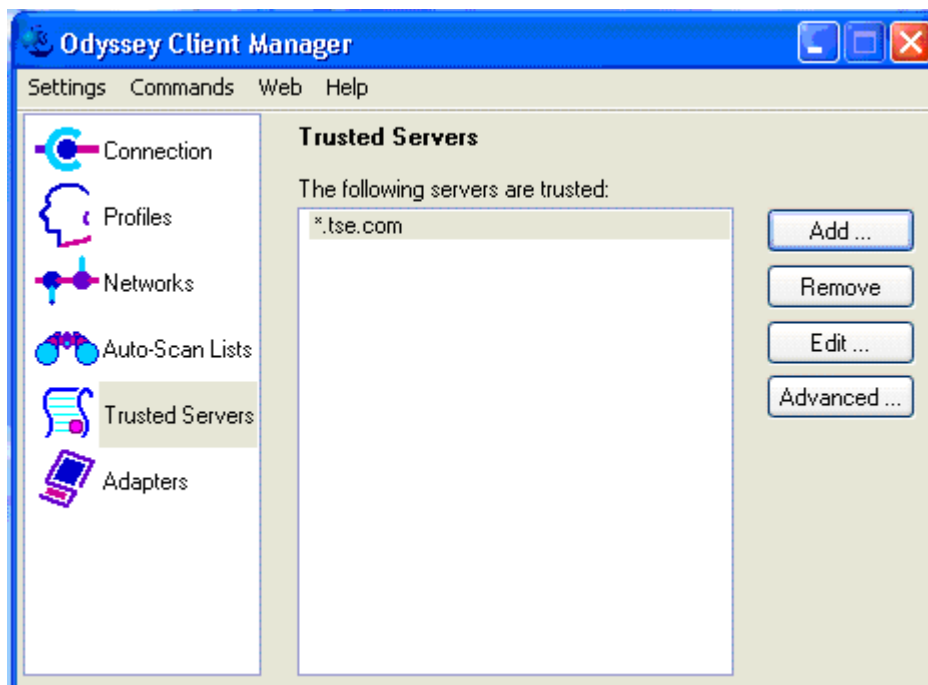 Odyssey Client Manager
Settings Commands Web Help
Connection
Profiles
Networks
Auto-Scan Lists
Trusted Servers
Adapters
Trusted Servers
The following servers are trusted:
*.tse.com
Add ...
Remove
Edit ...
Advanced ...